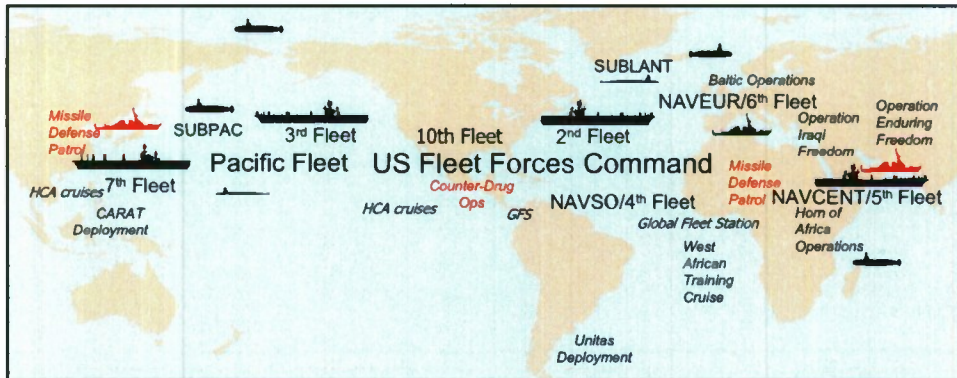 SUBLANT
Baltic Operations
NAVEUR/6th Fleet
Missile
Defense
Patrol
SUBPAC
3rd Fleet
10th Fleet
2nd Fleet
Operation
Iraqi
Freedom
Operation
Enduring
Freedom
Pacific Fleet
US Fleet Forces Command
7th Fleet
HCA cruises
CARAT
Deployment
Counter-Drug
Ops
HCA cruises
GFS
NAVSO/4th Fleet
Missile
Defense
Patrol
NAVCENT/5th Fleet
Global Fleet Station
Horn of
Africa
Operations
West
African
Training
Cruise
Unitas
Deployment